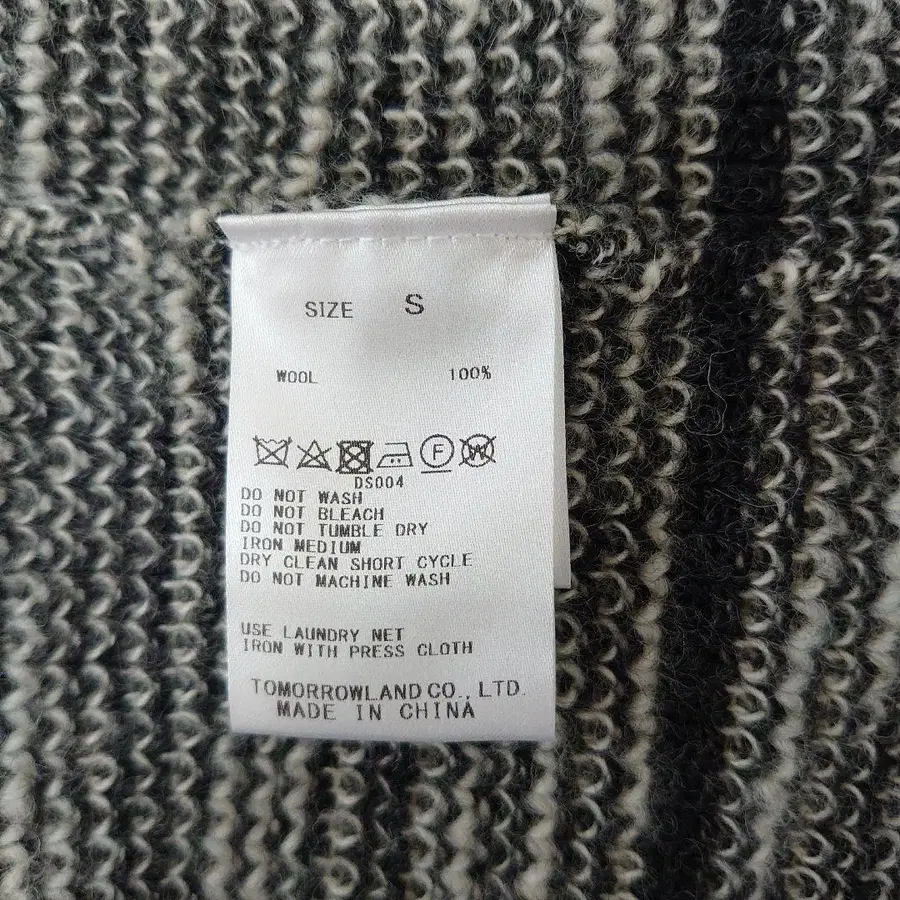 SIZE S
WOOL 100%
F W
DS004
DO NOT WASH
DO NOT BLEACH
DO NOT TUMBLE DRY
IRON MEDIUM
DRY CLEAN SHORT CYCLE
DO NOT MACHINE WASH
USE LAUNDRY NET
IRON WITH PRESS CLOTH
TOMORROWLAND CO., LTD.
MADE IN CHINA